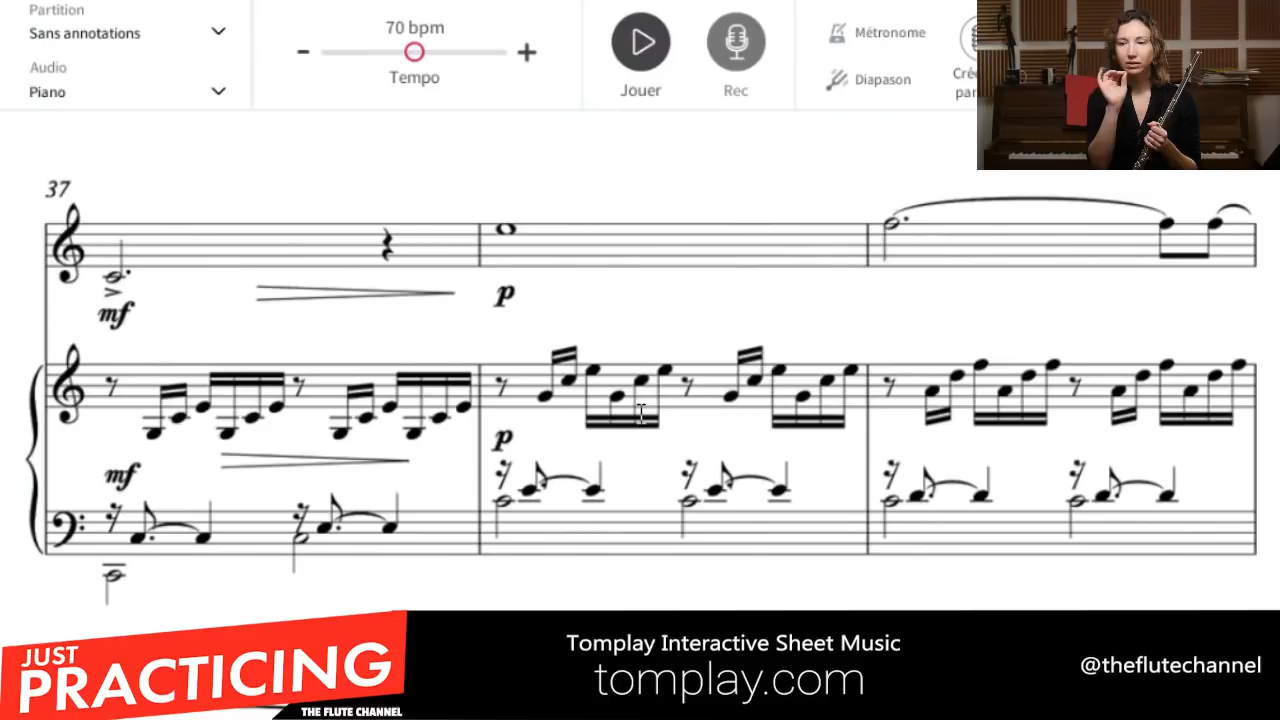 Partition
Sans annotations
Audio
Piano
70 bpm
Tempo
Jouer
Rec
Métronome
Diapason
37
mf
p
p
mf
JUST
PRACTICING
THE FLUTE CHANNEL
Tomplay Interactive Sheet Music
tomplay.com
@theflutechannel